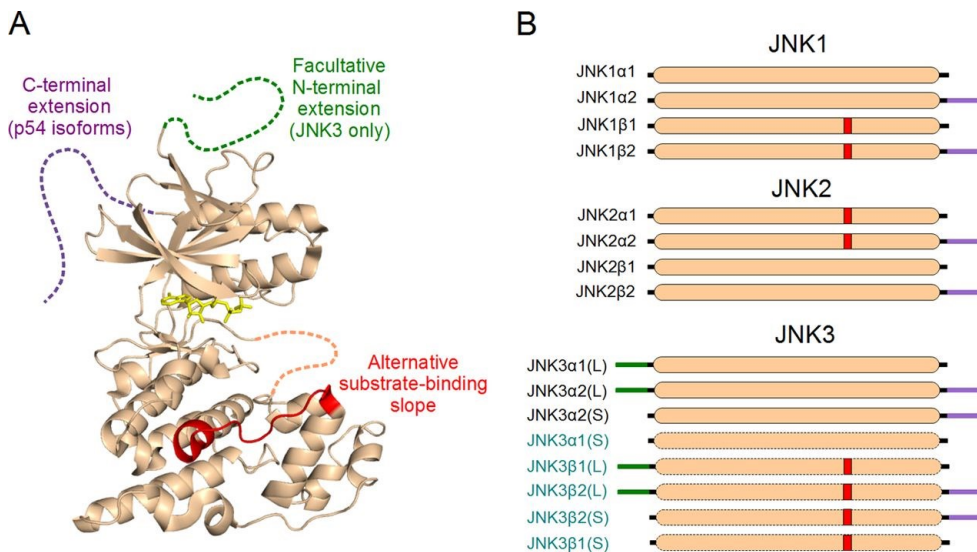 A
C-terminal
extension
(p54 isoforms)
Facultative
N-terminal
extension
(JNK3 only)
Alternative
substrate-binding
slope
B
JNK1
JNK1α1
JNK1α2
JNK1β1
JNK1β2
JNK2
JNK2α1
JNK2α2
JNK2β1
JNK2β2
JNK3
JNK3α1(L)
JNK3α2(L)
JNK3α2(S)
JNK3α1(S)
JNK3β1(L)
JNK3β2(L)
JNK3β2(S)
JNK3β1(S)